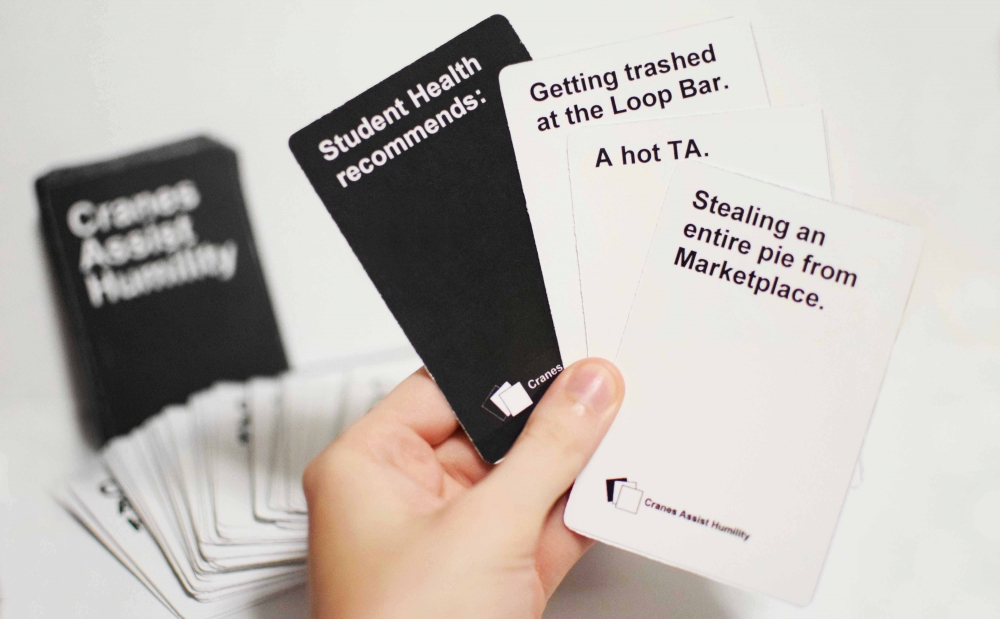 Cranes
Assist
Humility
Student Health
recommends:
Cranes
Getting trashed
at the Loop Bar.
A hot TA.
Stealing an
entire pie from
Marketplace.
Cranes Assist Humility